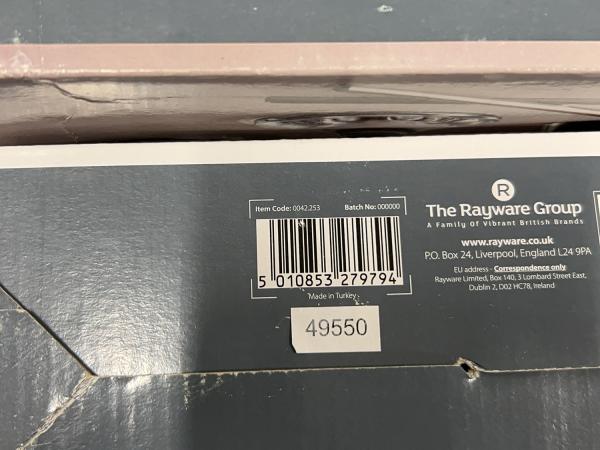 Item Code: 0042.253
Batch No: 000000
5 010853 279794
Made in Turkey
49550
R
The Rayware Group
A Family Of Vibrant British Brands
www.rayware.co.uk
P.O. Box 24, Liverpool, England L24 9PA
EU address - Correspondence only
Rayware Limited, Box 140, 3 Lombard Street East,
Dublin 2, D02 HC78, Ireland